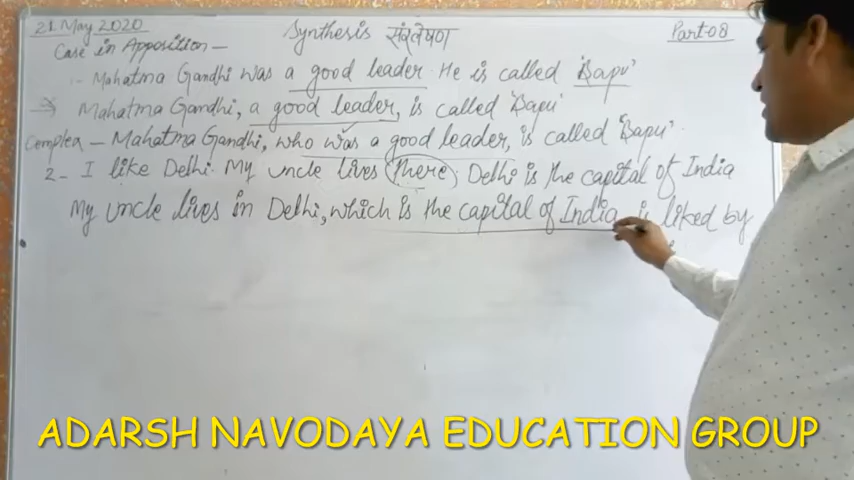 21 May 2020 Synthesis संश्लेषण Part-08
Case in Apposition -
1- Mahatma Gandhi was a good leader. He is called 'Bapu'
Mahatma Gandhi, a good leader, is called 'Bapu'
Complex - Mahatma Gandhi, who was a good leader, is called 'Bapu'.
2- I like Delhi. My uncle lives there. Delhi is the capital of India
My uncle lives in Delhi, which is the capital of India is liked by
ADARSH NAVODAYA EDUCATION GROUP